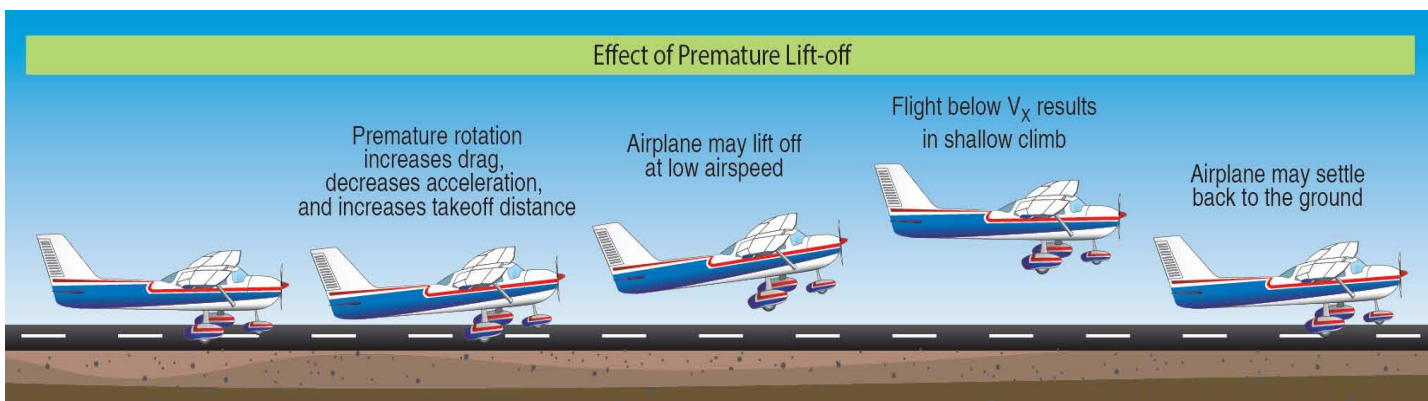 Effect of Premature Lift-off
Premature rotation
increases drag,
decreases acceleration,
and increases takeoff distance
Airplane may lift off
at low airspeed
Flight below VX results
in shallow climb
Airplane may settle
back to the ground